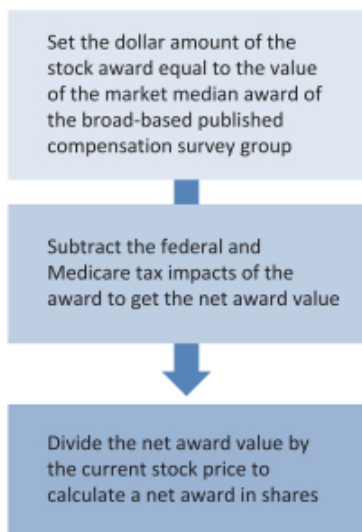 Set the dollar amount of the
stock award equal to the value
of the market median award of
the broad-based published
compensation survey group
Subtract the federal and
Medicare tax impacts of the
award to get the net award value
Divide the net award value by
the current stock price to
calculate a net award in shares